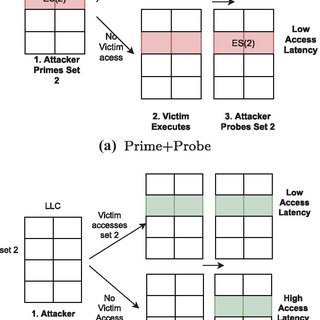 ES(2)
No
Victim
acess
ES(2)
Low
Access
Latency
1. Attacker
Primes Set
2
2. Victim
Executes
3. Attacker
Probes Set 2
(a) Prime+Probe
LLC
Victim
accesses
set 2
Low
Access
Latency
set 2
No
Victim
Access
High
Access
Latency
1. Attacker